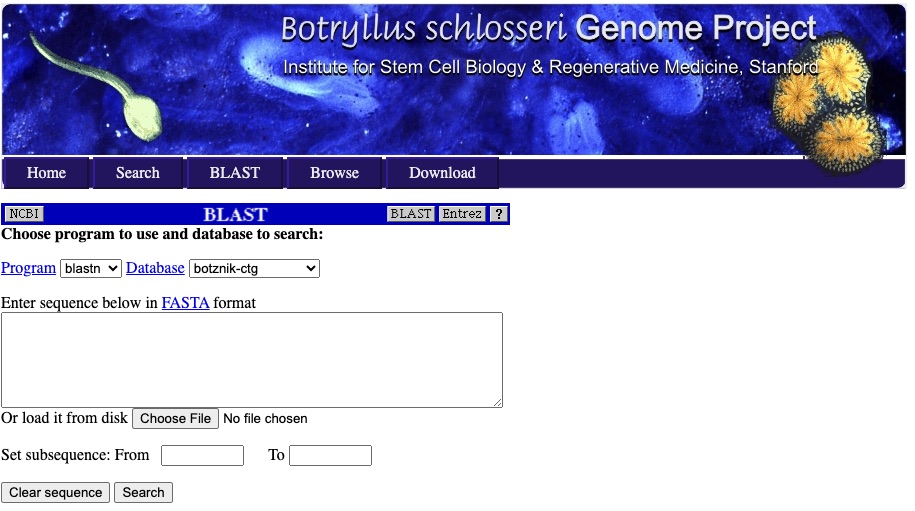 Botryllus schlosseri Genome Project
Institute for Stem Cell Biology & Regenerative Medicine, Stanford
Home Search BLAST Browse Download
NCBI BLAST BLAST Entrez ?
Choose program to use and database to search:
Program blastn Database botznik-ctg
Enter sequence below in FASTA format
Or load it from disk Choose File No file chosen
Set subsequence: From To
Clear sequence Search